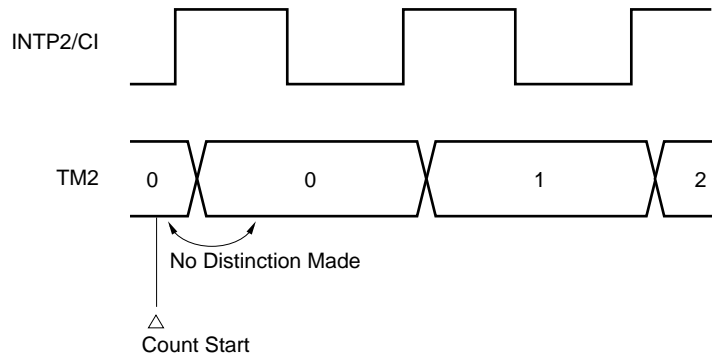 INTP2/CI
TM2
0
0
1
2
No Distinction Made
Count Start